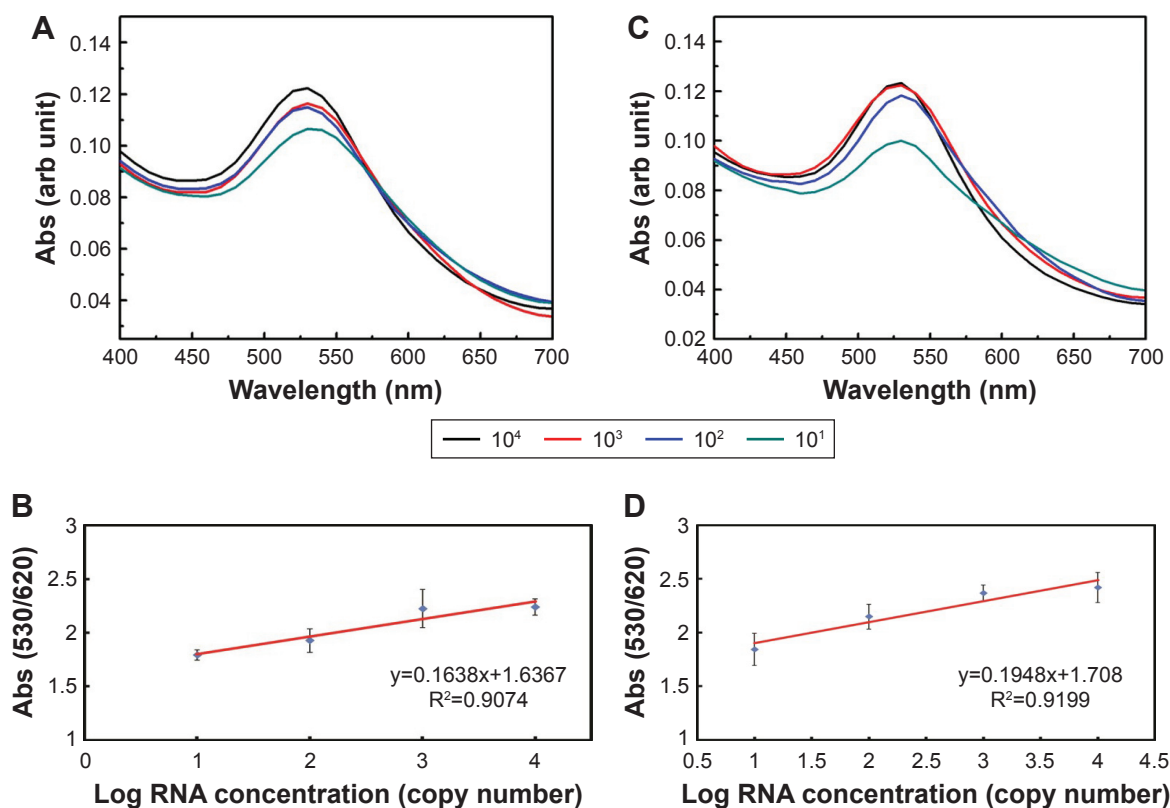 A
0.14
0.12
0.10
0.08
0.06
0.04
Abs (arb unit)
400 450 500 550 600 650 700
Wavelength (nm)
C
0.14
0.12
0.10
0.08
0.06
0.04
0.02
Abs (arb unit)
400 450 500 550 600 650 700
Wavelength (nm)
10⁴ 10³ 10² 10¹
B
3
2.5
2
1.5
1
Abs (530/620)
y=0.1638x+1.6367
R²=0.9074
0 1 2 3 4
Log RNA concentration (copy number)
D
3
2.5
2
1.5
1
Abs (530/620)
y=0.1948x+1.708
R²=0.9199
0.5 1 1.5 2 2.5 3 3.5 4 4.5
Log RNA concentration (copy number)